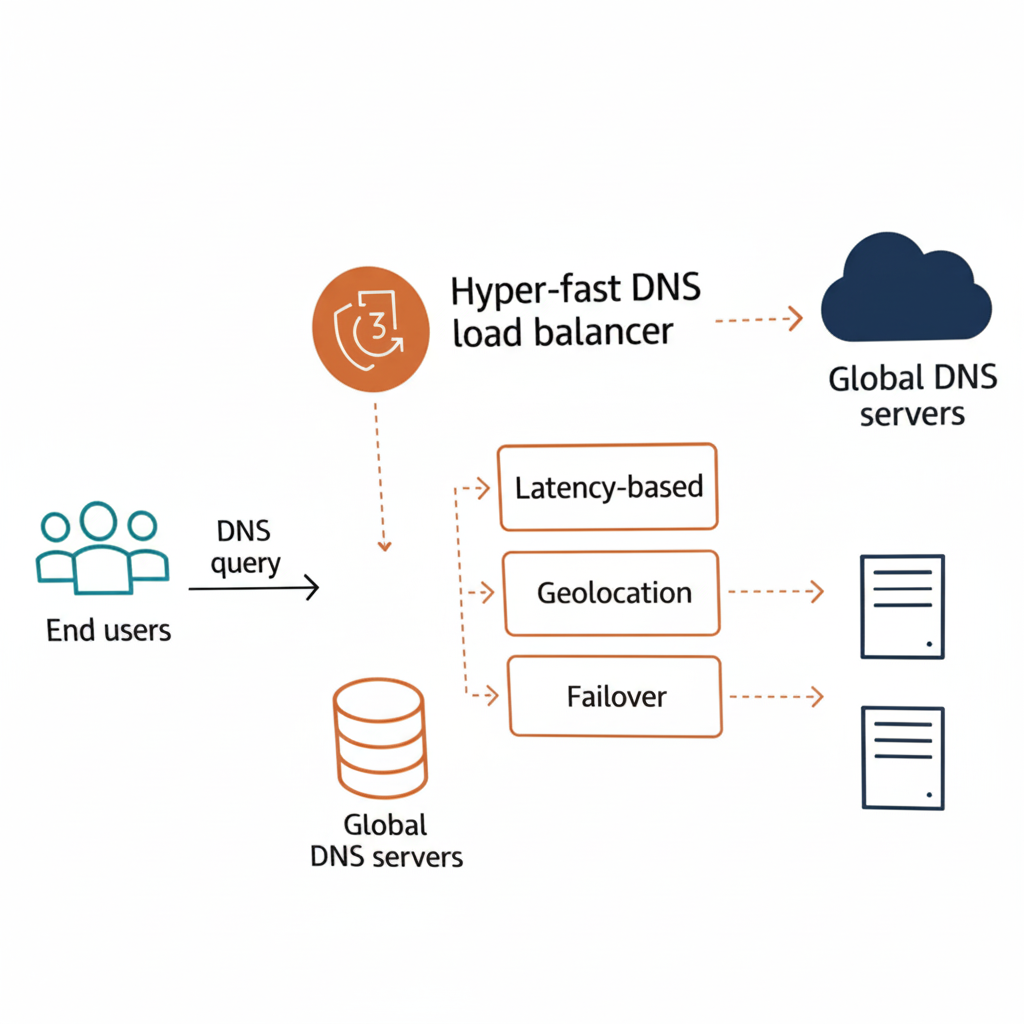 3
Hyper-fast DNS
load balancer
Global DNS
servers
Latency-based
DNS
query
Geolocation
End users
Failover
Global
DNS servers